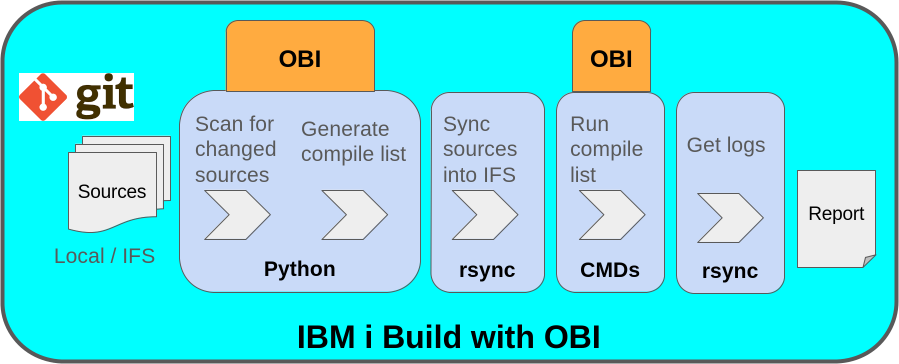 OBI
OBI
git
Scan for
changed
sources
Generate
compile list
Sync
sources
into IFS
Run
compile
list
Get logs
Sources
Report
Local / IFS
Python
rsync
CMDs
rsync
IBM i Build with OBI